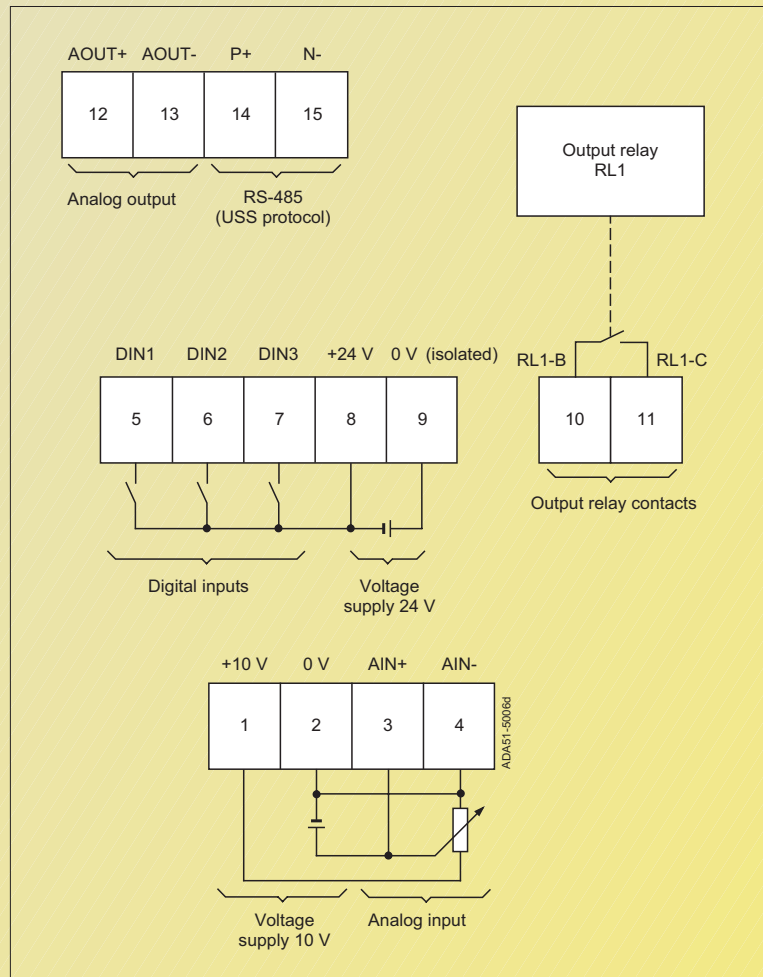 AOUT+ AOUT- P+ N-
12 13 14 15
Analog output
RS-485
(USS protocol)
Output relay
RL1
RL1-B RL1-C
10 11
Output relay contacts
DIN1 DIN2 DIN3 +24 V 0 V (isolated)
5 6 7 8 9
Digital inputs
Voltage
supply 24 V
+10 V 0 V AIN+ AIN-
1 2 3 4
ADA51-5006d
Voltage
supply 10 V
Analog input